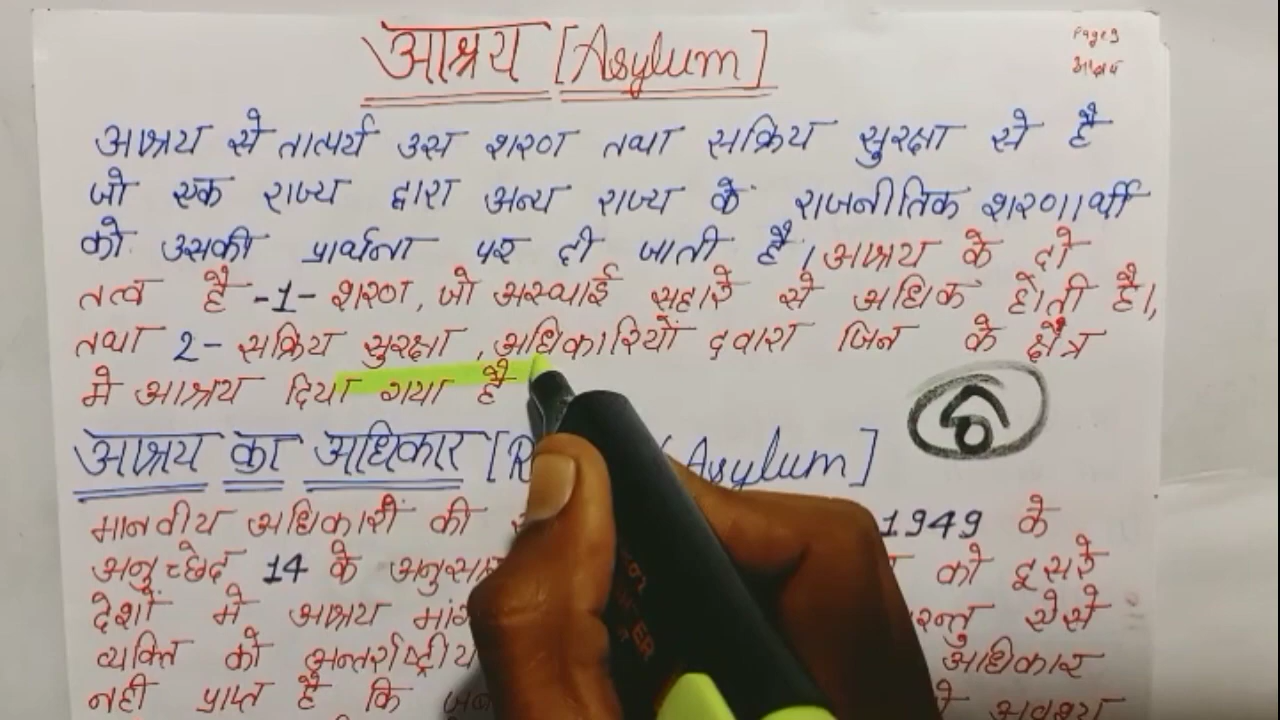 आश्रय [Asylum]
Page 9
आश्रय
आश्रय से तात्पर्य उस शरण तथा सक्रिय सुरक्षा से है
जो एक राज्य द्वारा अन्य राज्य के राजनीतिक शरणार्थी
को उसकी प्रार्थना पर दी जाती है। आश्रय के दो
तत्व है -1- शरण, जो अस्थाई सहारे से अधिक होती है।,
तथा 2- सक्रिय सुरक्षा, अधिकारियों दवारा जिन के क्षैत्र
मे आश्रय दिया गया है
6
आश्रय का अधिकार [ Asylum]
मानवीय अधिकारों की 1949 के
अनुच्छेद 14 के को दूसरे
देशों मे आश्रय ऐसे
व्यक्ति को अन्तर्राष्ट्रीय अधिकार
नही प्राप्त है कि अवश्य